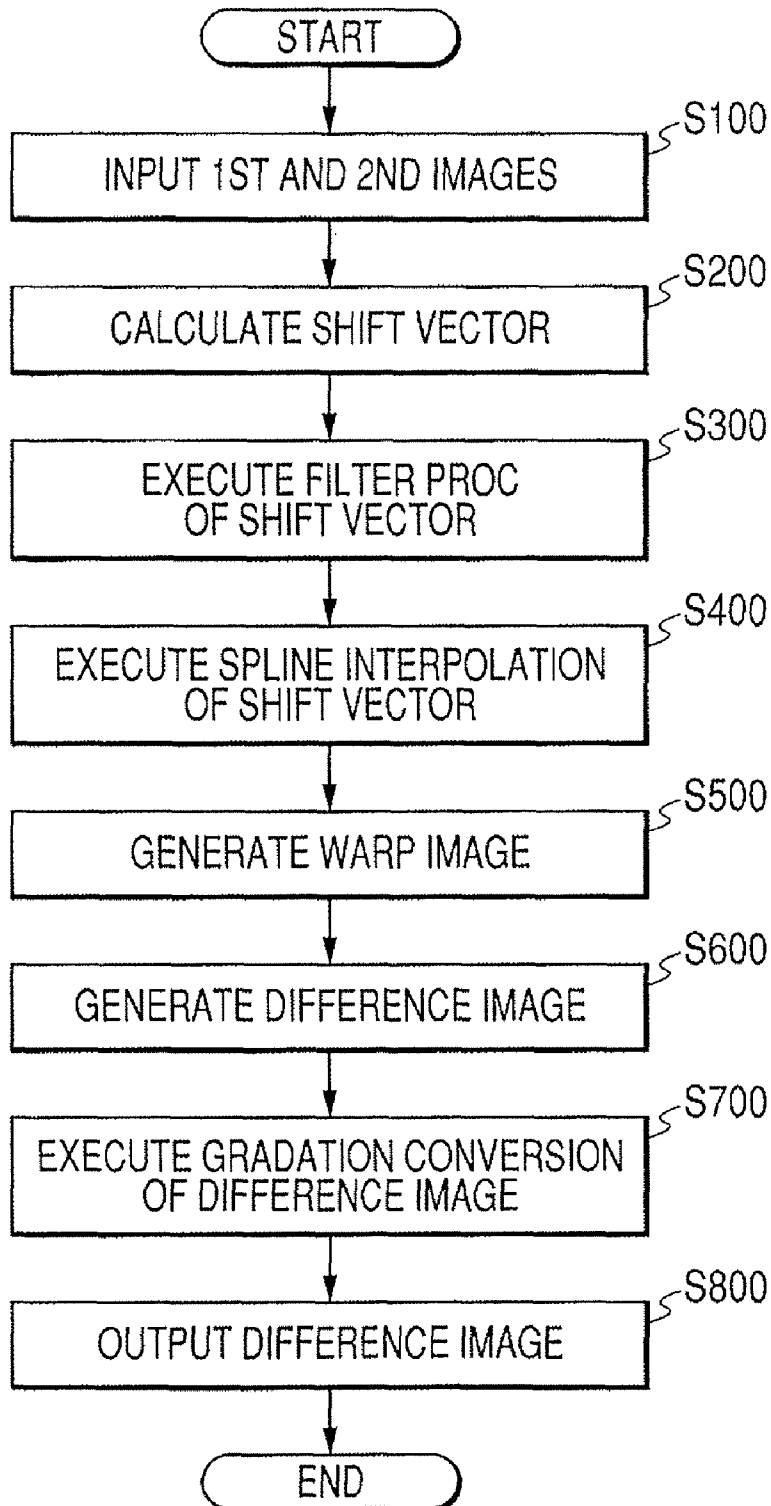 START
S100
INPUT 1ST AND 2ND IMAGES
S200
CALCULATE SHIFT VECTOR
S300
EXECUTE FILTER PROC
OF SHIFT VECTOR
S400
EXECUTE SPLINE INTERPOLATION
OF SHIFT VECTOR
S500
GENERATE WARP IMAGE
S600
GENERATE DIFFERENCE IMAGE
S700
EXECUTE GRADATION CONVERSION
OF DIFFERENCE IMAGE
S800
OUTPUT DIFFERENCE IMAGE
END